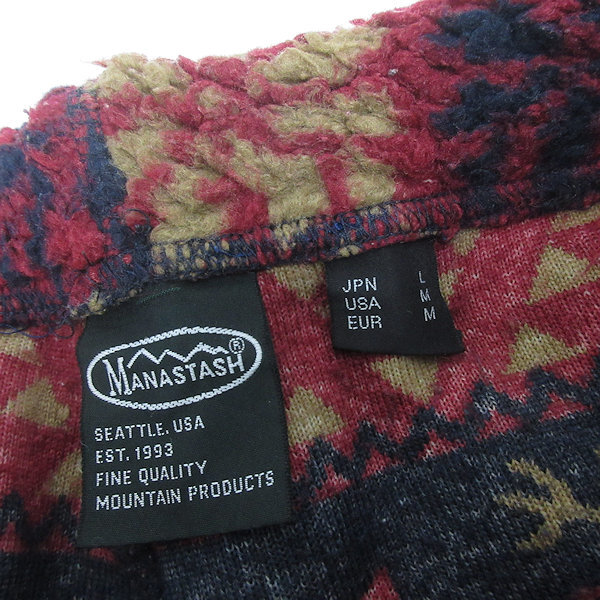 MANASTASH®
SEATTLE, USA
EST. 1993
FINE QUALITY
MOUNTAIN PRODUCTS
JPN L
USA M
EUR M